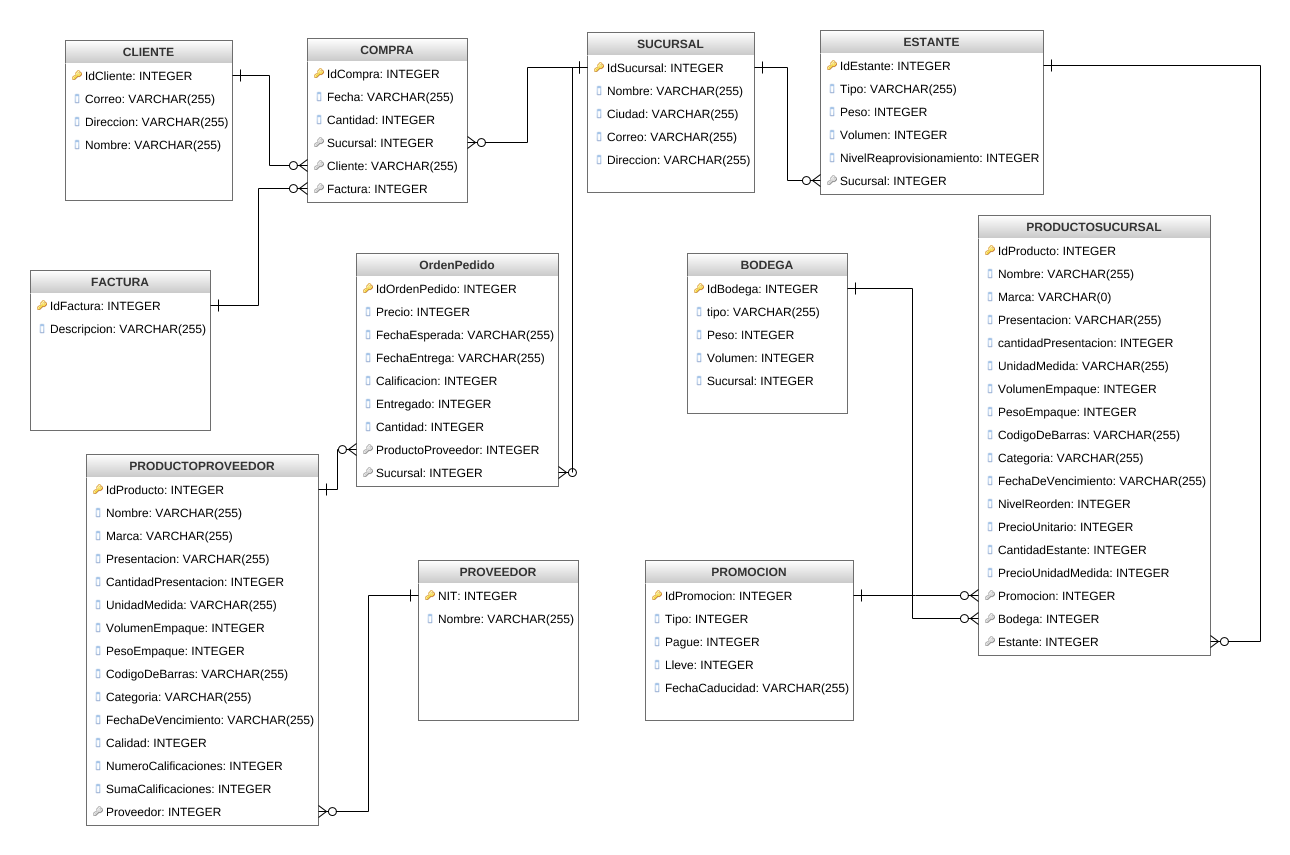 CLIENTE
IdCliente: INTEGER
Correo: VARCHAR(255)
Direccion: VARCHAR(255)
Nombre: VARCHAR(255)
COMPRA
IdCompra: INTEGER
Fecha: VARCHAR(255)
Cantidad: INTEGER
Sucursal: INTEGER
Cliente: VARCHAR(255)
Factura: INTEGER
SUCURSAL
IdSucursal: INTEGER
Nombre: VARCHAR(255)
Ciudad: VARCHAR(255)
Correo: VARCHAR(255)
Direccion: VARCHAR(255)
ESTANTE
IdEstante: INTEGER
Tipo: VARCHAR(255)
Peso: INTEGER
Volumen: INTEGER
NivelReaprovisionamiento: INTEGER
Sucursal: INTEGER
FACTURA
IdFactura: INTEGER
Descripcion: VARCHAR(255)
OrdenPedido
IdOrdenPedido: INTEGER
Precio: INTEGER
FechaEsperada: VARCHAR(255)
FechaEntrega: VARCHAR(255)
Calificacion: INTEGER
Entregado: INTEGER
Cantidad: INTEGER
ProductoProveedor: INTEGER
Sucursal: INTEGER
BODEGA
IdBodega: INTEGER
tipo: VARCHAR(255)
Peso: INTEGER
Volumen: INTEGER
Sucursal: INTEGER
PRODUCTOSUCURSAL
IdProducto: INTEGER
Nombre: VARCHAR(255)
Marca: VARCHAR(0)
Presentacion: VARCHAR(255)
cantidadPresentacion: INTEGER
UnidadMedida: VARCHAR(255)
VolumenEmpaque: INTEGER
PesoEmpaque: INTEGER
CodigoDeBarras: VARCHAR(255)
Categoria: VARCHAR(255)
FechaDeVencimiento: VARCHAR(255)
NivelReorden: INTEGER
PrecioUnitario: INTEGER
CantidadEstante: INTEGER
PrecioUnidadMedida: INTEGER
Promocion: INTEGER
Bodega: INTEGER
Estante: INTEGER
PRODUCTOPROVEEDOR
IdProducto: INTEGER
Nombre: VARCHAR(255)
Marca: VARCHAR(255)
Presentacion: VARCHAR(255)
CantidadPresentacion: INTEGER
UnidadMedida: VARCHAR(255)
VolumenEmpaque: INTEGER
PesoEmpaque: INTEGER
CodigoDeBarras: VARCHAR(255)
Categoria: VARCHAR(255)
FechaDeVencimiento: VARCHAR(255)
Calidad: INTEGER
NumeroCalificaciones: INTEGER
SumaCalificaciones: INTEGER
Proveedor: INTEGER
PROVEEDOR
NIT: INTEGER
Nombre: VARCHAR(255)
PROMOCION
IdPromocion: INTEGER
Tipo: INTEGER
Pague: INTEGER
Lleve: INTEGER
FechaCaducidad: VARCHAR(255)